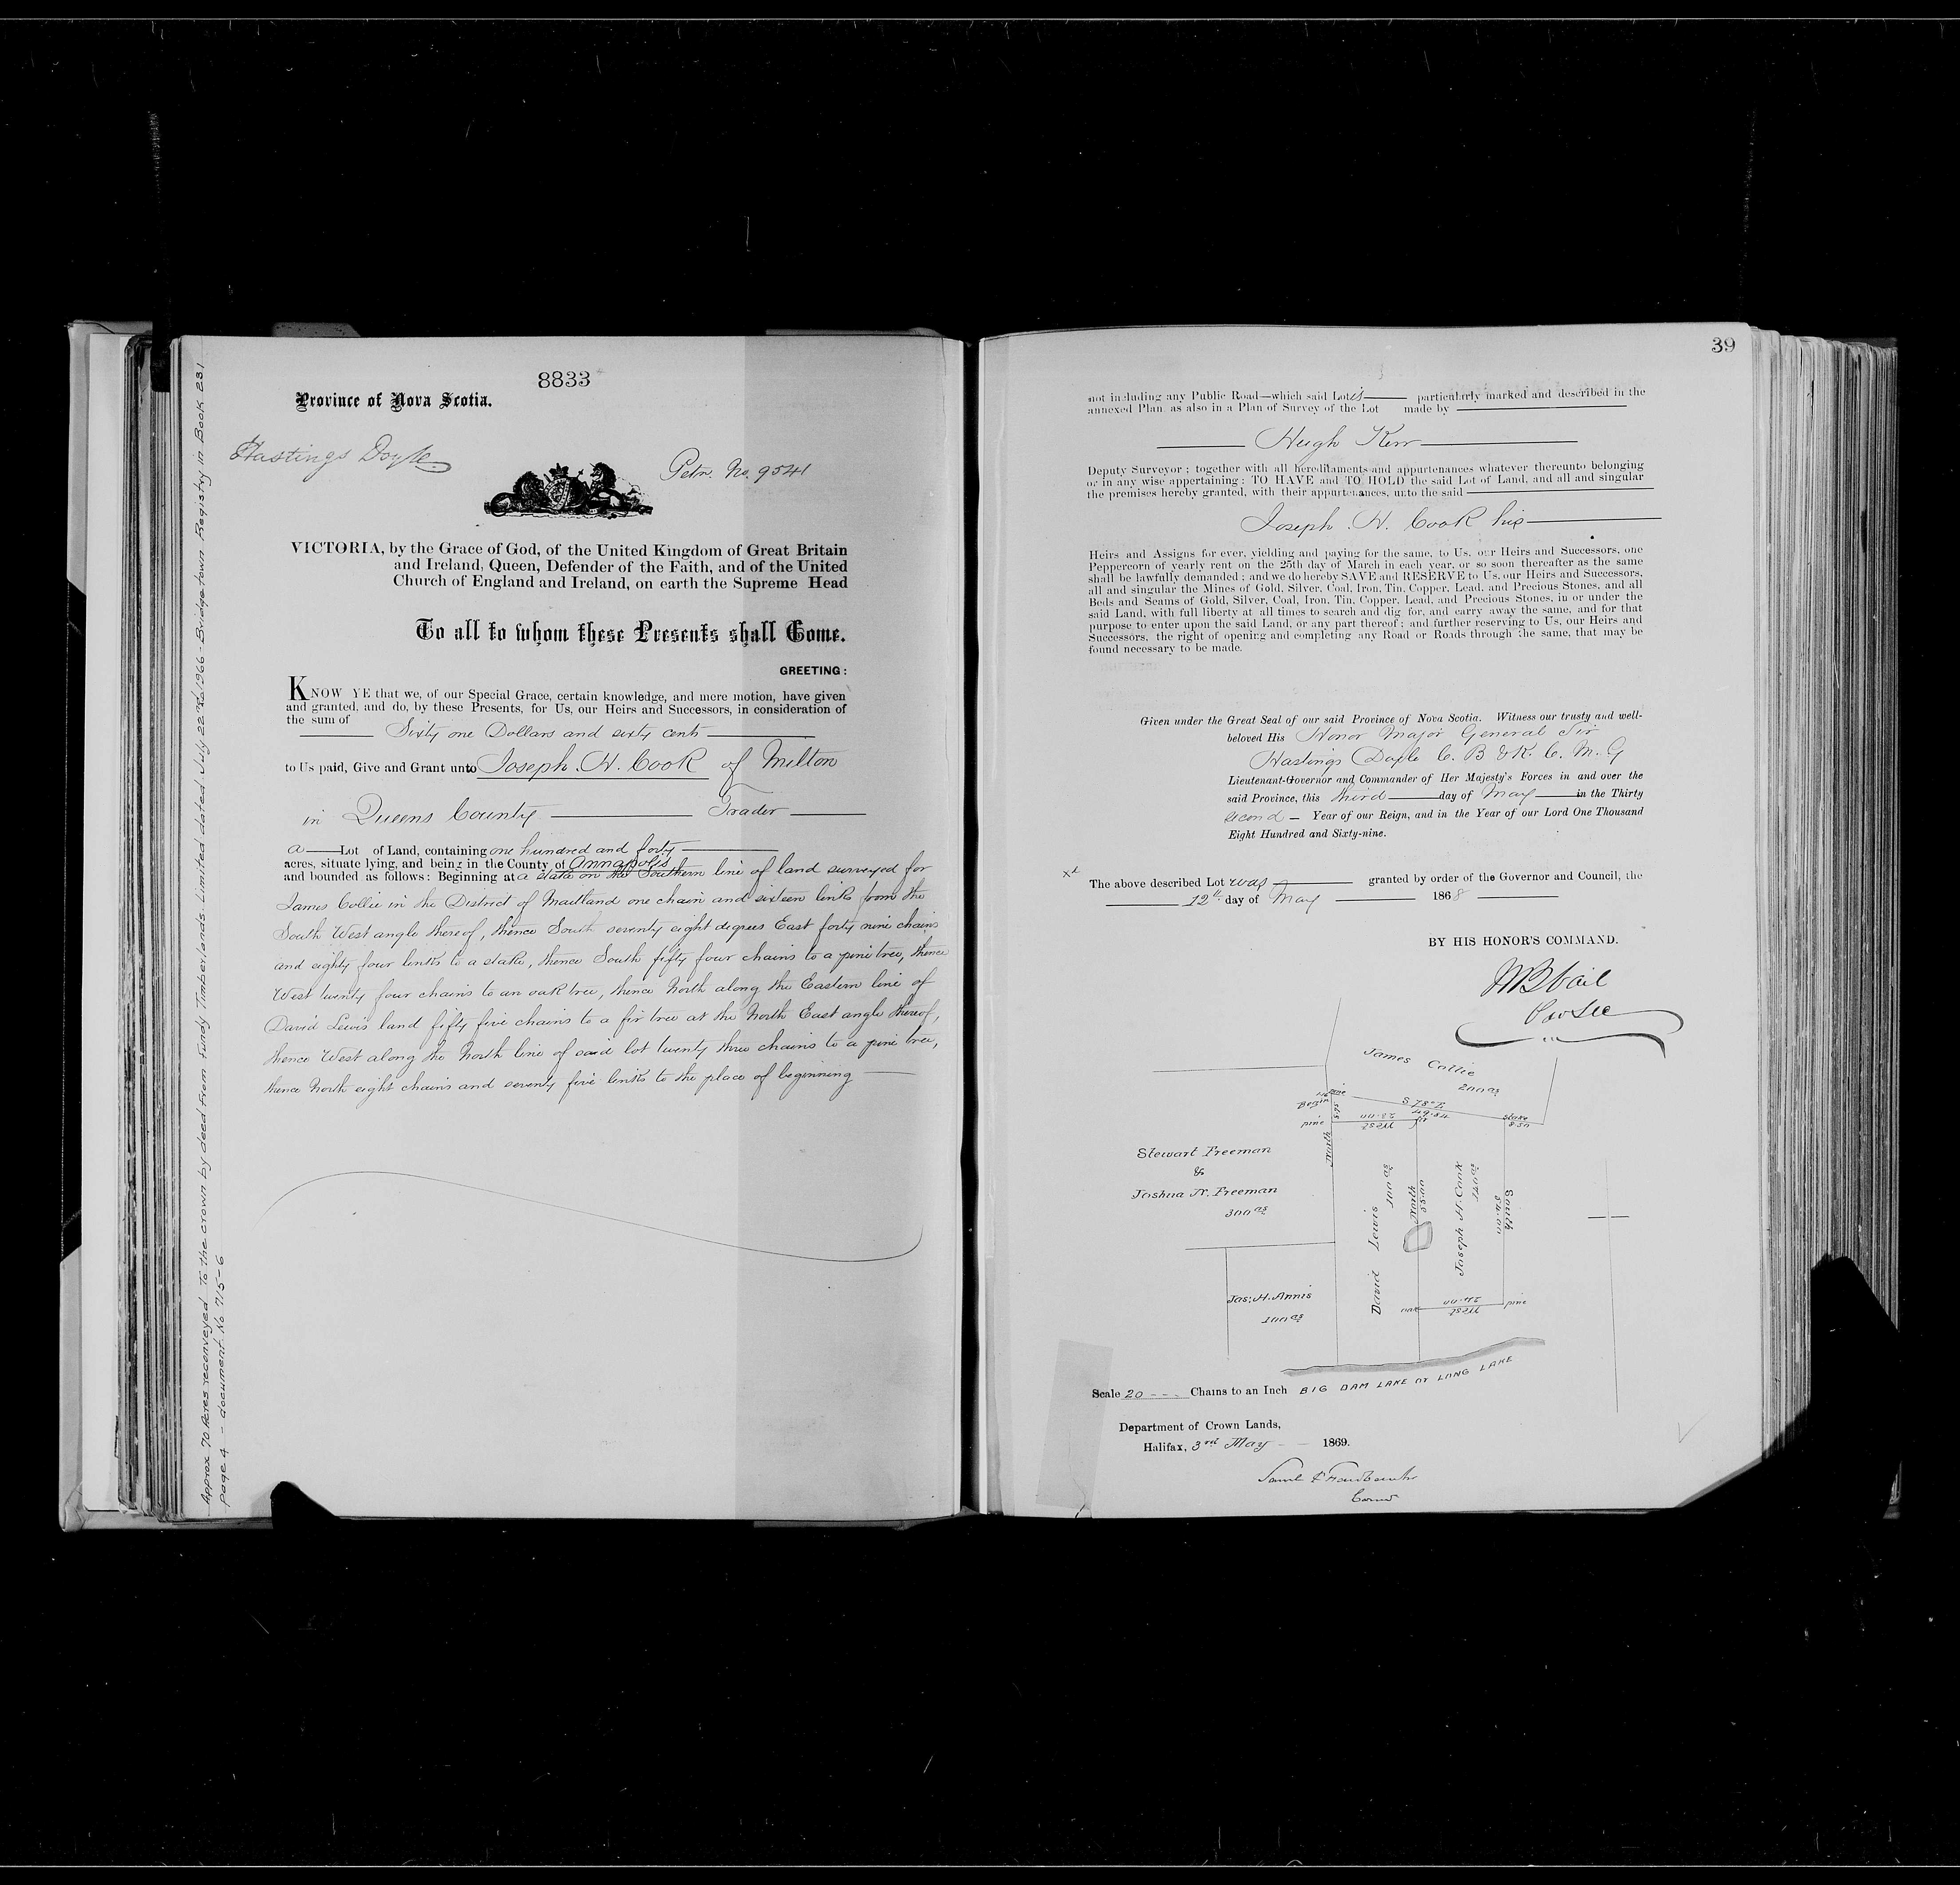 8833
Province of Nova Scotia.
Hastings Doyle
Petn. No. 9541
VICTORIA, by the Grace of God, of the United Kingdom of Great Britain
and Ireland, Queen, Defender of the Faith, and of the United
Church of England and Ireland, on earth the Supreme Head
To all to whom these Presents shall Come.
GREETING:
KNOW YE that we, of our Special Grace, certain knowledge, and mere motion, have given
and granted, and do, by these Presents, for Us, our Heirs and Successors, in consideration of
the sum of
Sixty one Dollars and sixty cents
to Us paid, Give and Grant unto Joseph. H. Cook of Milton
in Queens County Trader
a Lot of Land, containing one hundred and forty
acres, situate lying, and being in the County of Annapolis
and bounded as follows: Beginning at a stake on the Southern line of land surveyed for
James Collie in the District of Maitland one chain and sixteen links from the
South West angle thereof, thence South seventy eight degrees East forty nine chains
and eighty four links to a stake, thence South fifty four chains to a pine tree, thence
West twenty four chains to an oak tree, thence North along the Eastern line of
David Lewis land fifty five chains to a fir tree at the North East angle thereof,
thence West along the North line of said lot twenty three chains to a pine tree,
thence North eight chains and seventy five links to the place of beginning
Approx 70 Acres reconveyed to the crown by deed from Fundy Timberlands Limited dated July 22nd 1966 - Bridgetown Registry in Book 231
page 4 - document No 715-6
39
not including any Public Road—which said Lot is particularly marked and described in the
annexed Plan as also in a Plan of Survey of the Lot made by
Hugh Kerr
Deputy Surveyor; together with all hereditaments and appurtenances whatever thereunto belonging
or in any wise appertaining: TO HAVE and TO HOLD the said Lot of Land, and all and singular
the premises hereby granted, with their appurtenances, unto the said
Joseph. H. Cook his
Heirs and Assigns for ever, yielding and paying for the same, to Us, our Heirs and Successors, one
Peppercorn of yearly rent on the 25th day of March in each year, or so soon thereafter as the same
shall be lawfully demanded; and we do hereby SAVE and RESERVE to Us, our Heirs and Successors,
all and singular the Mines of Gold, Silver, Coal, Iron, Tin, Copper, Lead, and Precious Stones, and all
Beds and Seams of Gold, Silver, Coal, Iron, Tin, Copper, Lead, and Precious Stones, in or under the
said Land, with full liberty at all times to search and dig for, and carry away the same, and for that
purpose to enter upon the said Land, or any part thereof; and further reserving to Us, our Heirs and
Successors, the right of opening and completing any Road or Roads through the same, that may be
found necessary to be made.
Given under the Great Seal of our said Province of Nova Scotia. Witness our trusty and well-
beloved His Honor Major General Sir
Hastings Doyle C. B & K. C. M. G
Lieutenant-Governor and Commander of Her Majesty's Forces in and over the
said Province, this third day of May in the Thirty
second Year of our Reign, and in the Year of our Lord One Thousand
Eight Hundred and Sixty-nine.
The above described Lot was granted by order of the Governor and Council, the
12th day of May 1868
BY HIS HONOR'S COMMAND.
W B Vail
James Collie
200 as
1.16 pine
Begin
8.75
S 78° E
49.84
stake
8.50
pine
23.00
West
fir
North
Stewart Freeman
&
Joshua N. Freeman
300 as
David Lewis
100 as
North
55.00
Joseph H. Cook
140 as
54.00
South
Jas: H. Annis
100 as
oak
24.00
West
pine
BIG DAM LAKE or LONG LAKE
Scale 20 Chains to an Inch
Department of Crown Lands,
Halifax, 3rd May 1869.